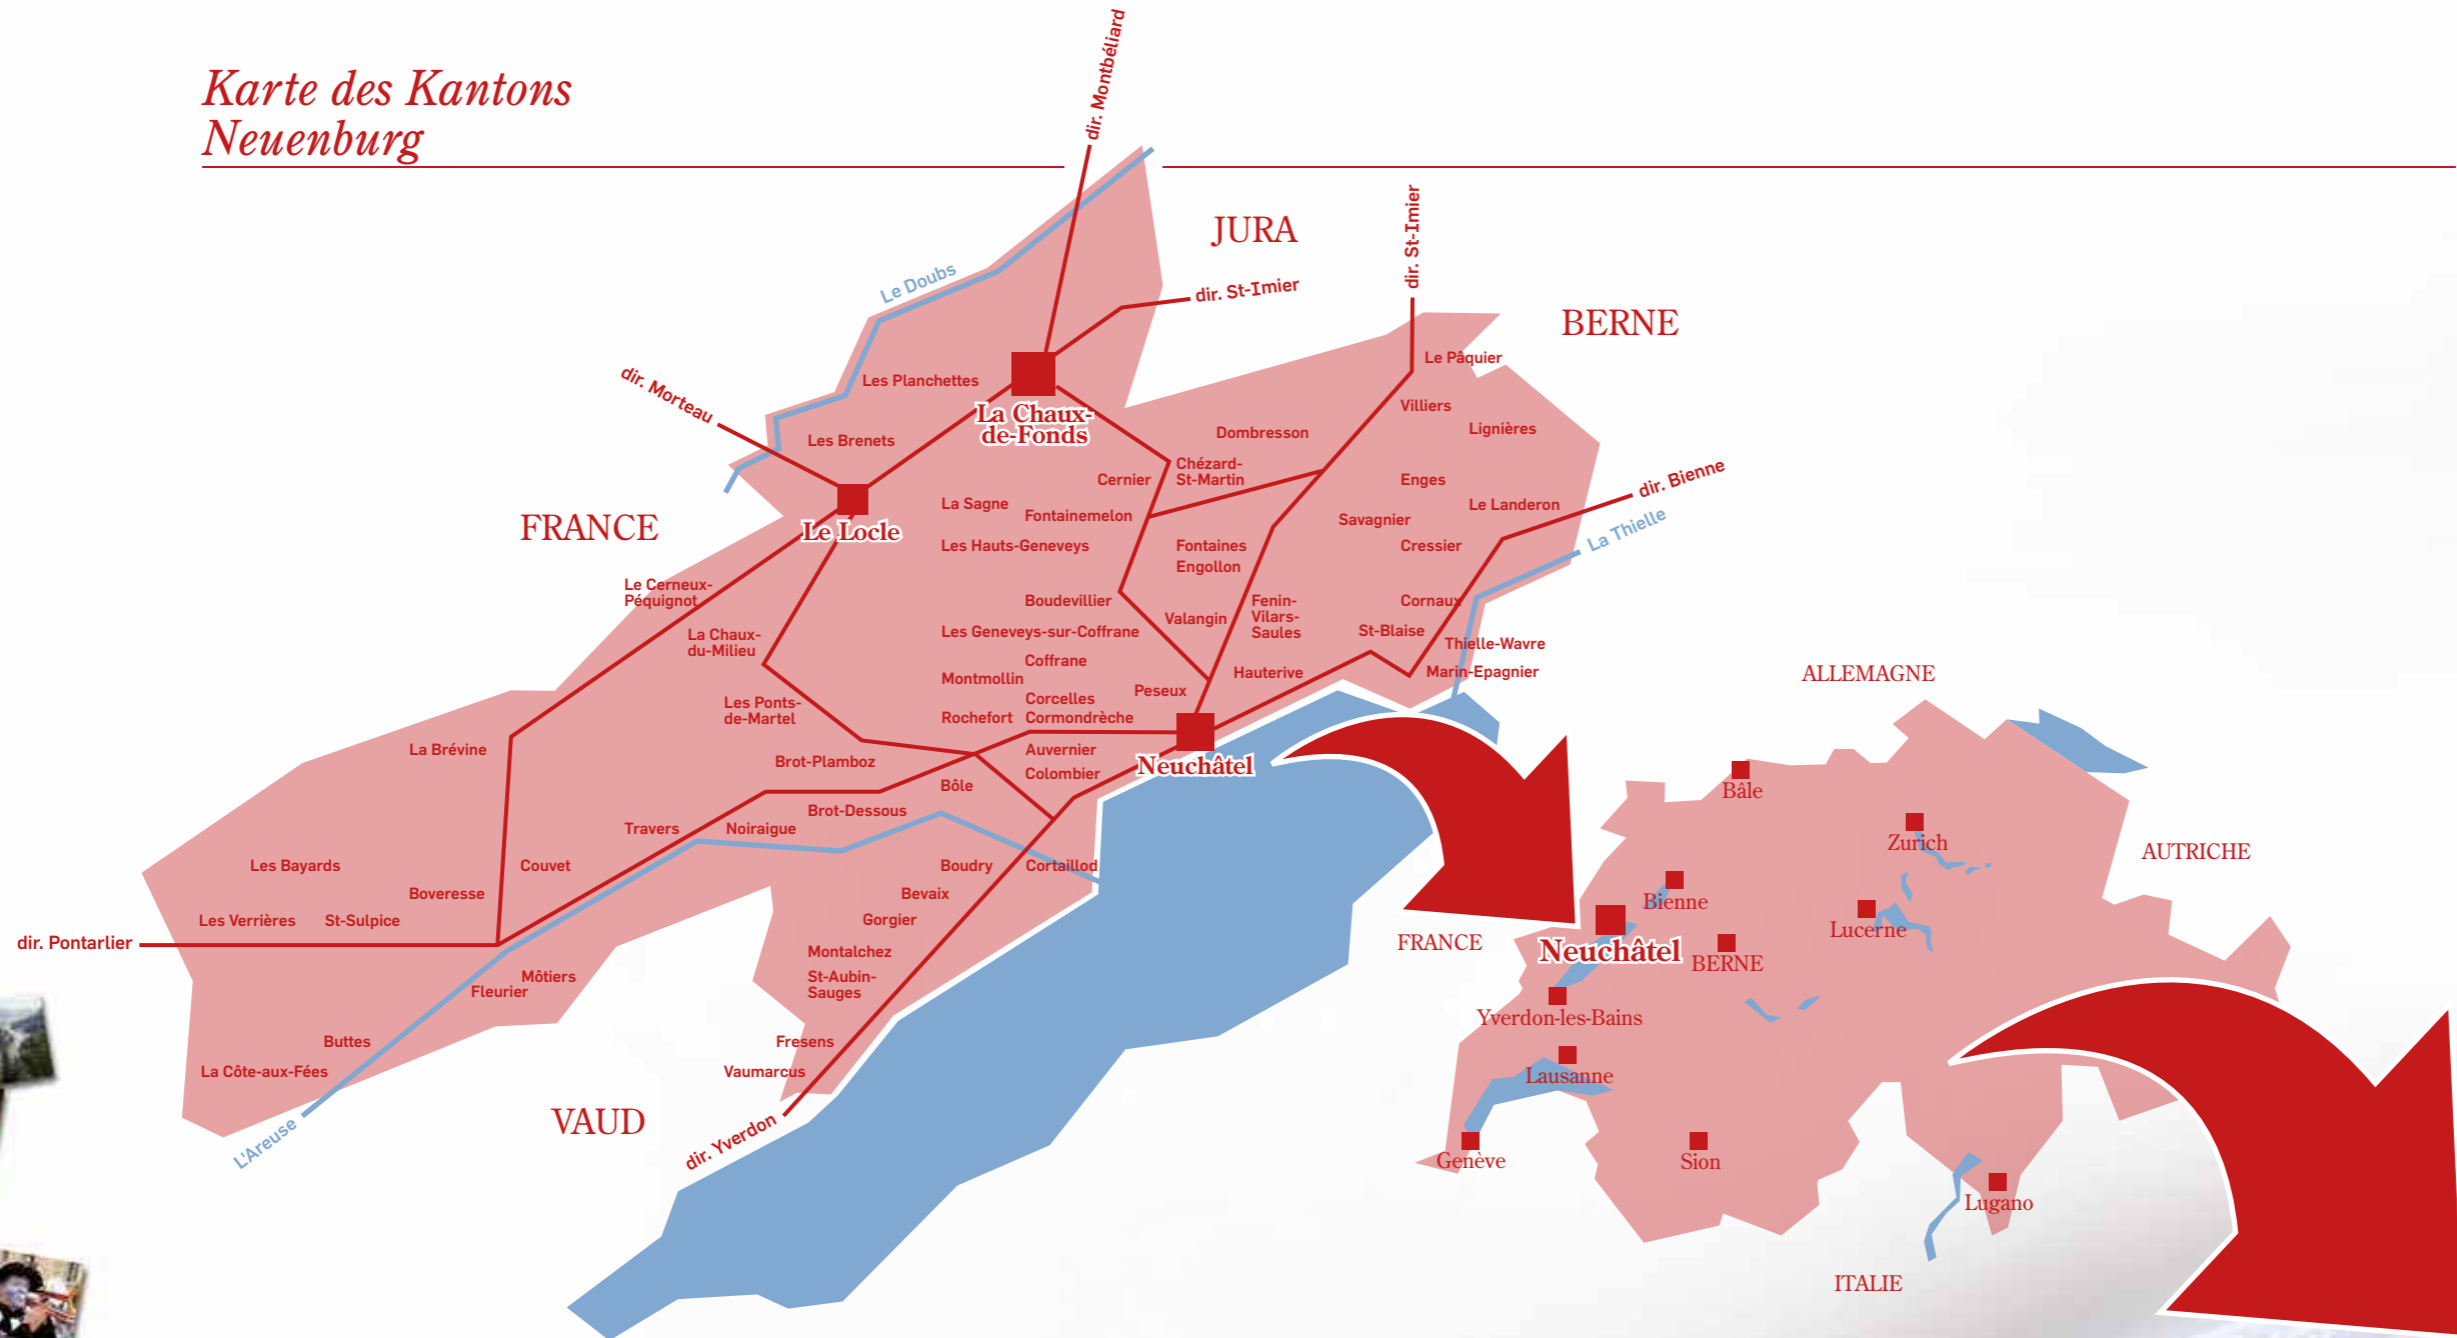 Karte des Kantons
Neuenburg
dir. Montbéliard
JURA
dir. St-Imier
dir. St-Imier
BERNE
Le Doubs
dir. Morteau
Les Planchettes
La Chaux-
de-Fonds
Les Brenets
Le Pâquier
Villiers
Lignières
Dombresson
Chézard-
St-Martin
Cernier
Enges
dir. Bienne
La Sagne
Fontainemelon
Le Landeron
Savagnier
La Thielle
FRANCE
Le Locle
Les Hauts-Geneveys
Fontaines
Engollon
Cressier
Le Cerneux-
Péquignot
Boudevillier
Valangin
Fenin-
Vilars-
Saules
Cornaux
La Chaux-
du-Milieu
Les Geneveys-sur-Coffrane
St-Blaise
Thielle-Wavre
Coffrane
Montmollin
Hauterive
Marin-Epagnier
Peseux
Les Ponts-
de-Martel
Corcelles
Cormondrèche
Rochefort
La Brévine
Auvernier
Brot-Plamboz
Colombier
Neuchâtel
Bôle
Brot-Dessous
Travers
Noiraigue
Les Bayards
Couvet
Boudry
Cortaillod
Boveresse
Bevaix
Les Verrières
St-Sulpice
Gorgier
dir. Pontarlier
Montalchez
Môtiers
Fleurier
St-Aubin-
Sauges
Buttes
Fresens
La Côte-aux-Fées
Vaumarcus
L'Areuse
VAUD
dir. Yverdon
ALLEMAGNE
Bâle
Zurich
AUTRICHE
Bienne
Lucerne
FRANCE
Neuchâtel
BERNE
Yverdon-les-Bains
Lausanne
Genève
Sion
Lugano
ITALIE